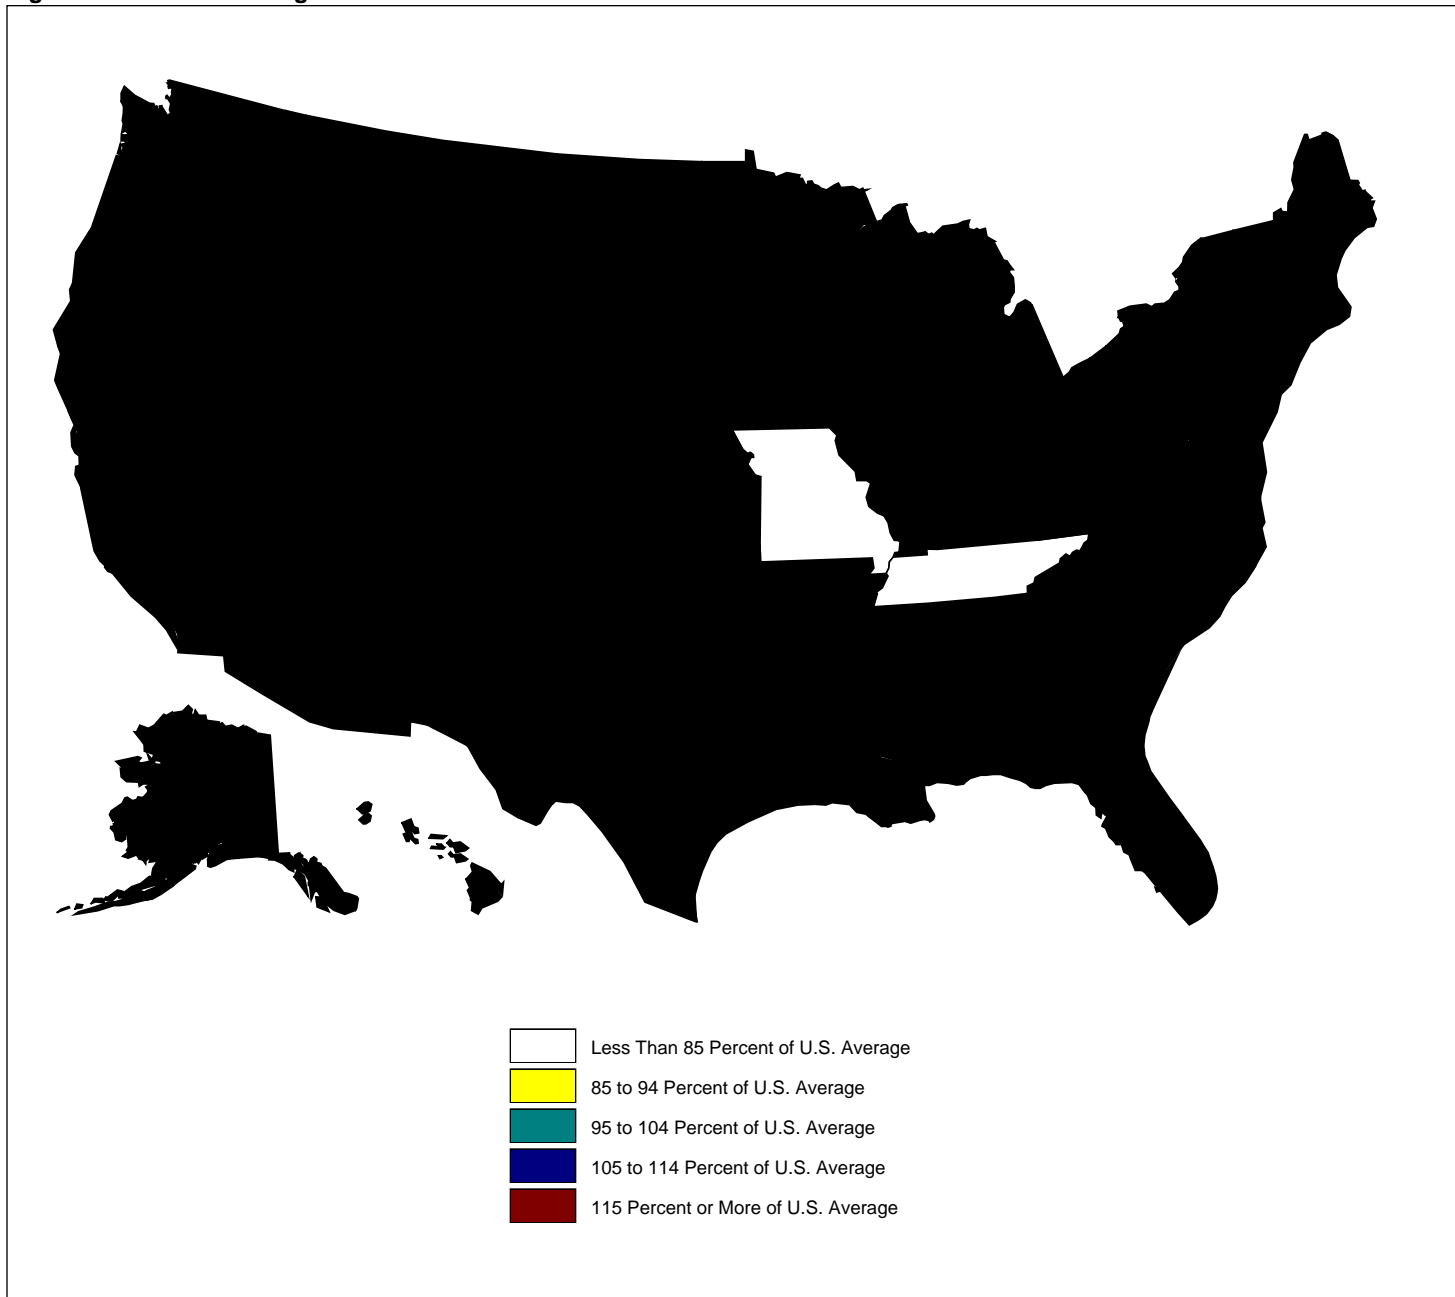 Less Than 85 Percent of U.S. Average
85 to 94 Percent of U.S. Average
95 to 104 Percent of U.S. Average
105 to 114 Percent of U.S. Average
115 Percent or More of U.S. Average